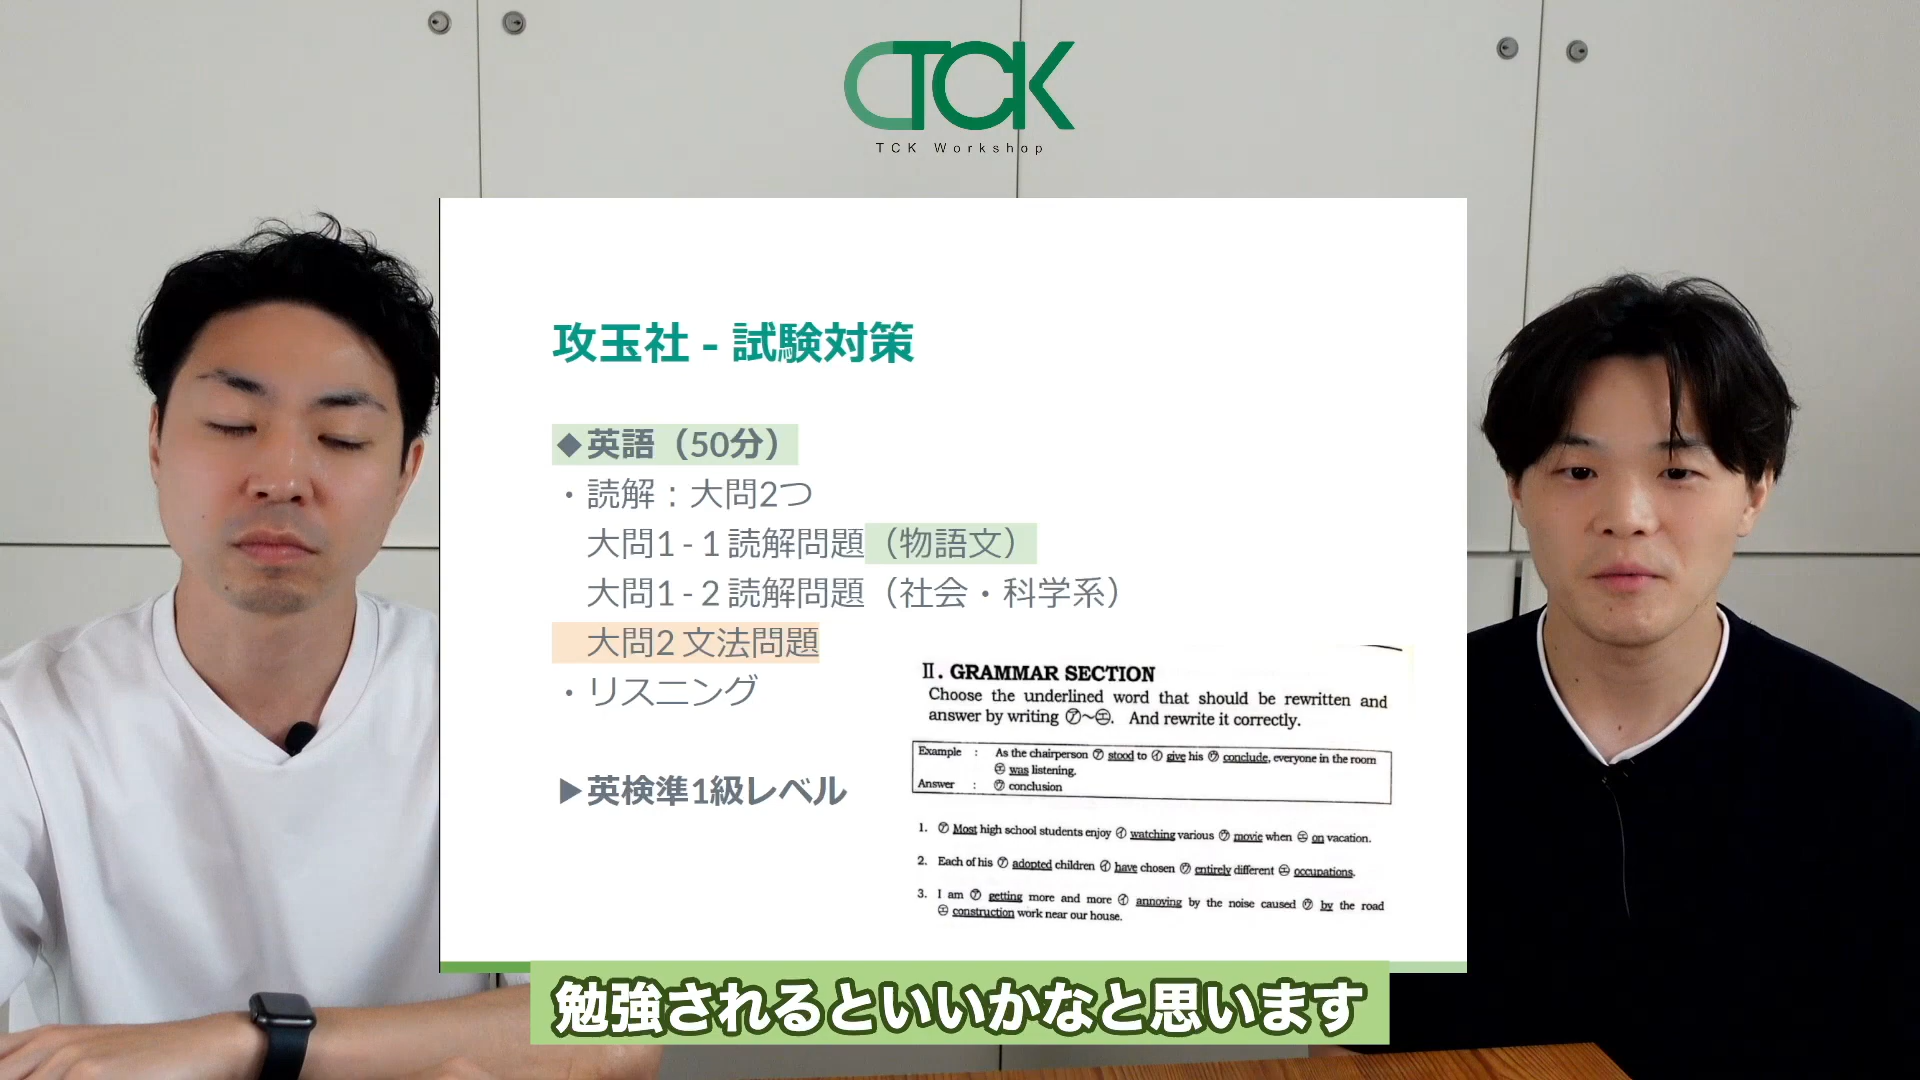 TCK
TCK Workshop
攻玉社 - 試験対策
◆英語（50分）
・読解：大問2つ
大問1 - 1 読解問題（物語文）
大問1 - 2 読解問題（社会・科学系）
大問2 文法問題
・リスニング
▶英検準1級レベル
Ⅱ. GRAMMAR SECTION
Choose the underlined word that should be rewritten and
answer by writing ㋐～㋓. And rewrite it correctly.
Example : As the chairperson ㋐ stood to ㋑ give his ㋒ conclude, everyone in the room
㋓ was listening.
Answer : ㋒ conclusion
1. ㋐ Most high school students enjoy ㋑ watching various ㋒ movie when ㋓ on vacation.
2. Each of his ㋐ adopted children ㋑ have chosen ㋒ entirely different ㋓ occupations.
3. I am ㋐ getting more and more ㋑ annoying by the noise caused ㋒ by the road
㋓ construction work near our house.
勉強されるといいかなと思います